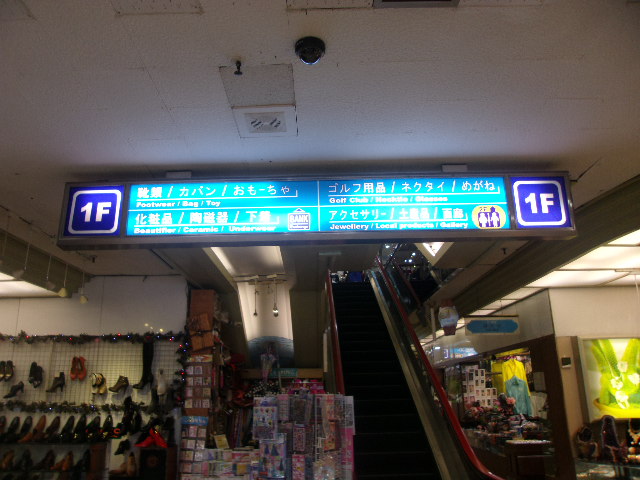 1F
靴類 / カバン / おもーちゃ」
Footwear / Bag / Toy
化粧品 / 陶磁器 / 下着」
Beautifier / Ceramic / Underwear
BANK
ゴルフ用品 / ネクタイ / めがね」
Golf Club / Necktie / Glasses
アクセサリー / 土産品 / 画廊
Jewellery / Local products / Gallery
1F